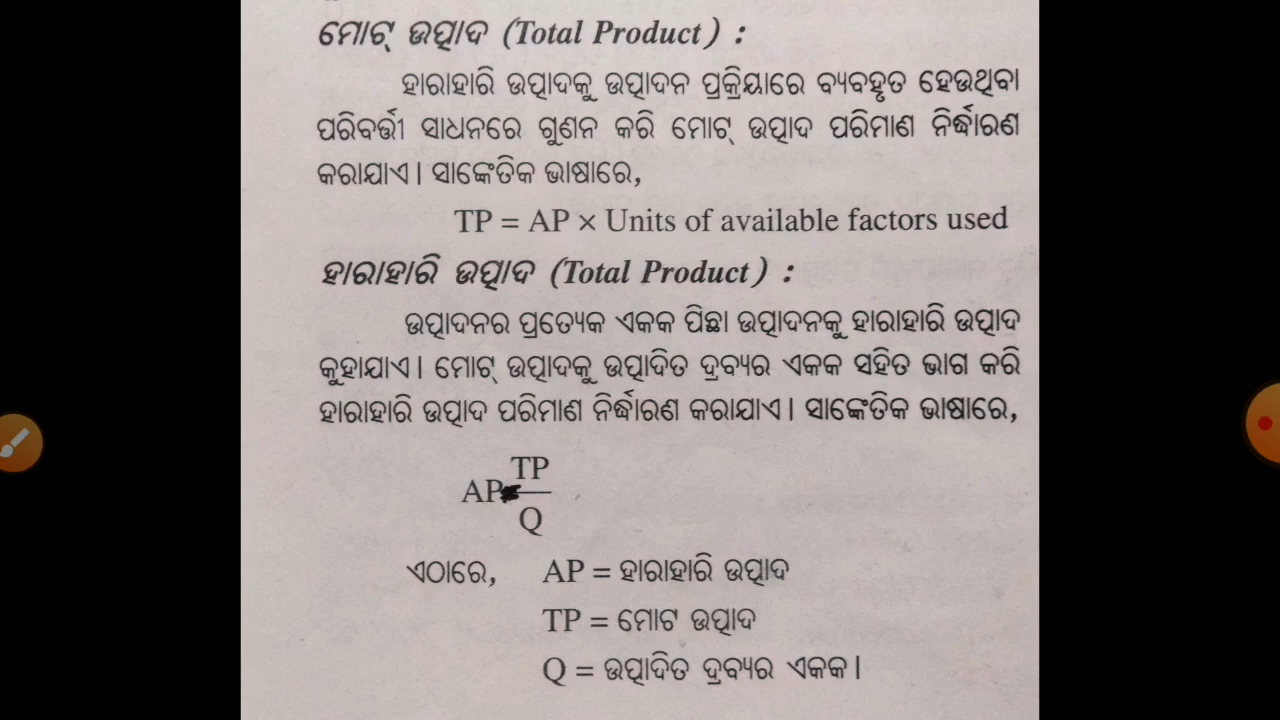 ମୋଟ୍ ଉତ୍ପାଦ (Total Product) :
ହାରାହାରି ଉତ୍ପାଦକୁ ଉତ୍ପାଦନ ପ୍ରକ୍ରିୟାରେ ବ୍ୟବହୃତ ହେଉଥିବା
ପରିବର୍ତ୍ତୀ ସାଧନରେ ଗୁଣନ କରି ମୋଟ୍ ଉତ୍ପାଦ ପରିମାଣ ନିର୍ଦ୍ଧାରଣ
କରାଯାଏ। ସାଙ୍କେତିକ ଭାଷାରେ,
TP = AP × Units of available factors used
ହାରାହାରି ଉତ୍ପାଦ (Total Product) :
ଉତ୍ପାଦନର ପ୍ରତ୍ୟେକ ଏକକ ପିଛା ଉତ୍ପାଦନକୁ ହାରାହାରି ଉତ୍ପାଦ
କୁହାଯାଏ। ମୋଟ୍ ଉତ୍ପାଦକୁ ଉତ୍ପାଦିତ ଦ୍ରବ୍ୟର ଏକକ ସହିତ ଭାଗ କରି
ହାରାହାରି ଉତ୍ପାଦ ପରିମାଣ ନିର୍ଦ୍ଧାରଣ କରାଯାଏ। ସାଙ୍କେତିକ ଭାଷାରେ,
TP
AP
Q
ଏଠାରେ, AP = ହାରାହାରି ଉତ୍ପାଦ
TP = ମୋଟ ଉତ୍ପାଦ
Q = ଉତ୍ପାଦିତ ଦ୍ରବ୍ୟର ଏକକ।